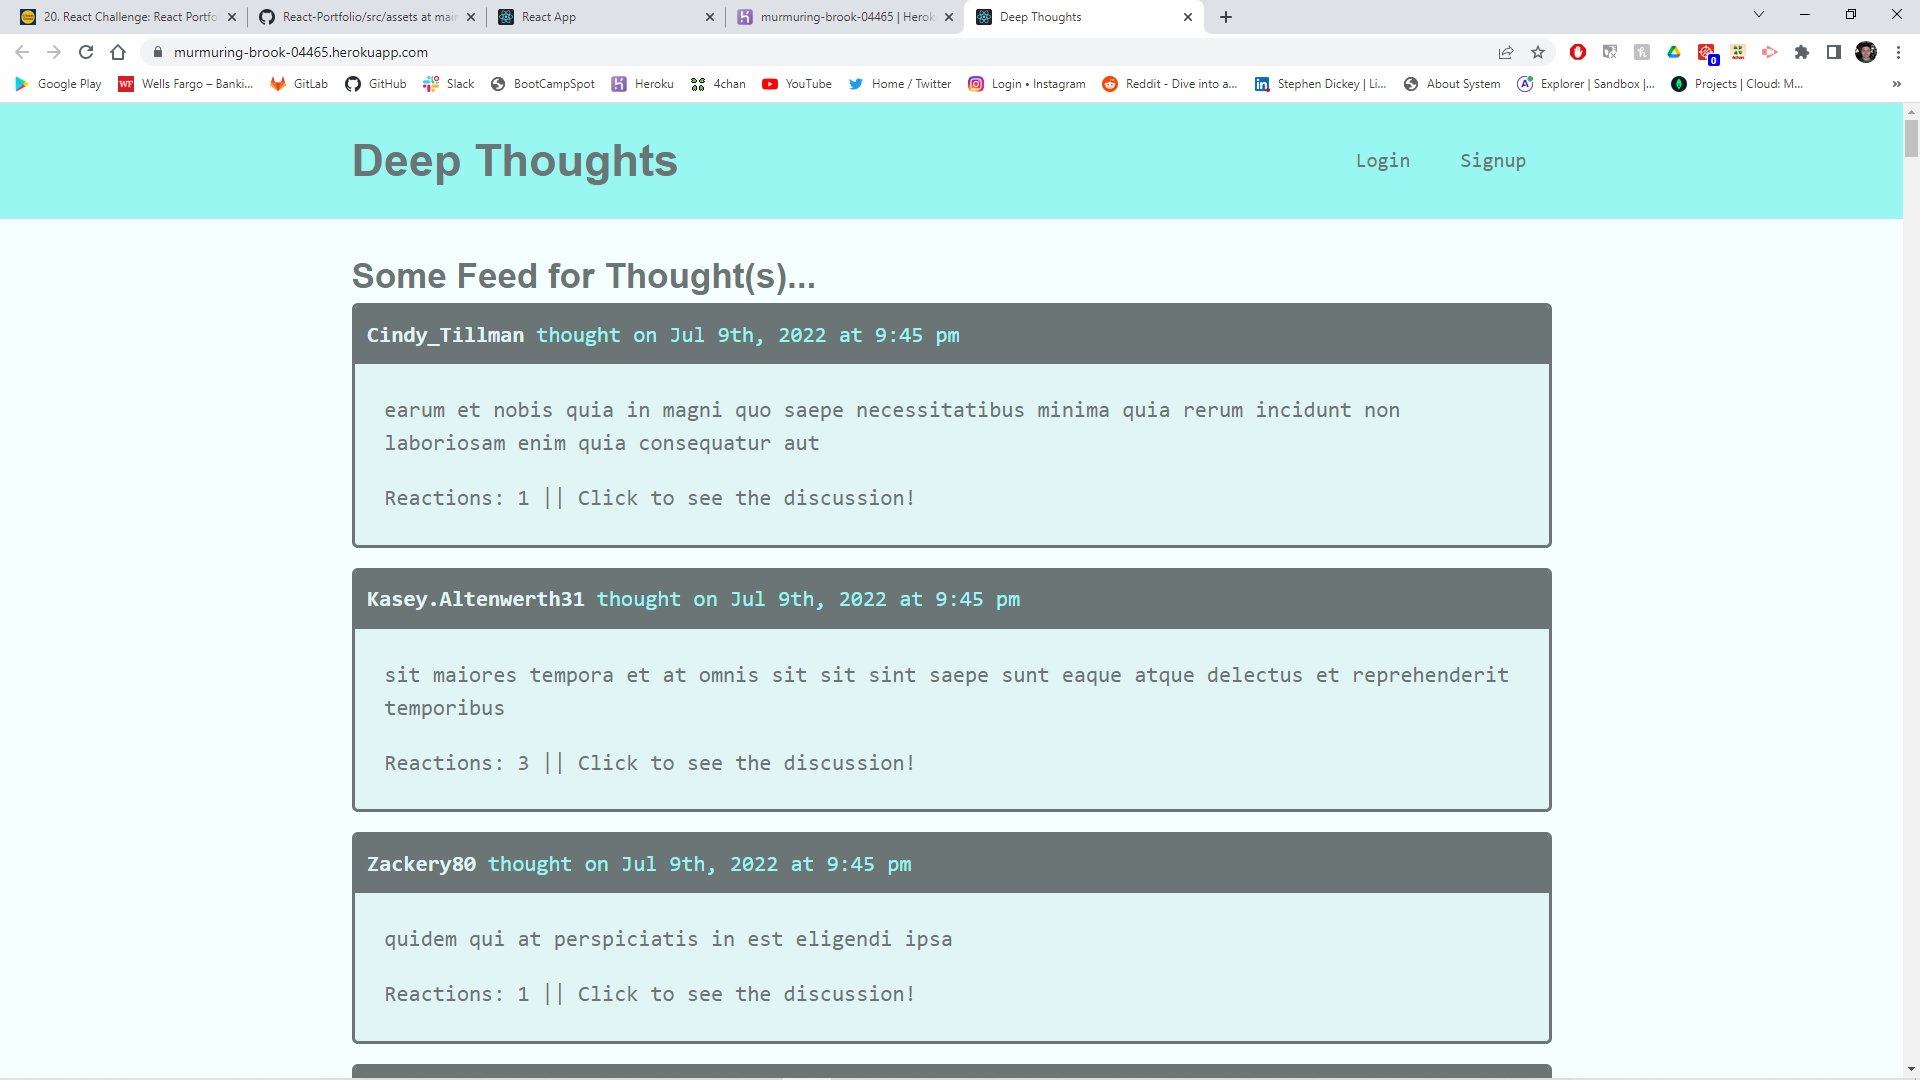 20. React Challenge: React Portfo
React-Portfolio/src/assets at mai
React App
murmuring-brook-04465 | Herok
Deep Thoughts
murmuring-brook-04465.herokuapp.com
0
Google Play
WF
Wells Fargo – Banki...
GitLab
GitHub
Slack
BootCampSpot
Heroku
4chan
YouTube
Home / Twitter
Login • Instagram
Reddit - Dive into a...
Stephen Dickey | Li...
About System
Explorer | Sandbox |...
Projects | Cloud: M...
Deep Thoughts
Login
Signup
Some Feed for Thought(s)...
Cindy_Tillman thought on Jul 9th, 2022 at 9:45 pm
earum et nobis quia in magni quo saepe necessitatibus minima quia rerum incidunt non
laboriosam enim quia consequatur aut
Reactions: 1 || Click to see the discussion!
Kasey.Altenwerth31 thought on Jul 9th, 2022 at 9:45 pm
sit maiores tempora et at omnis sit sit sint saepe sunt eaque atque delectus et reprehenderit
temporibus
Reactions: 3 || Click to see the discussion!
Zackery80 thought on Jul 9th, 2022 at 9:45 pm
quidem qui at perspiciatis in est eligendi ipsa
Reactions: 1 || Click to see the discussion!